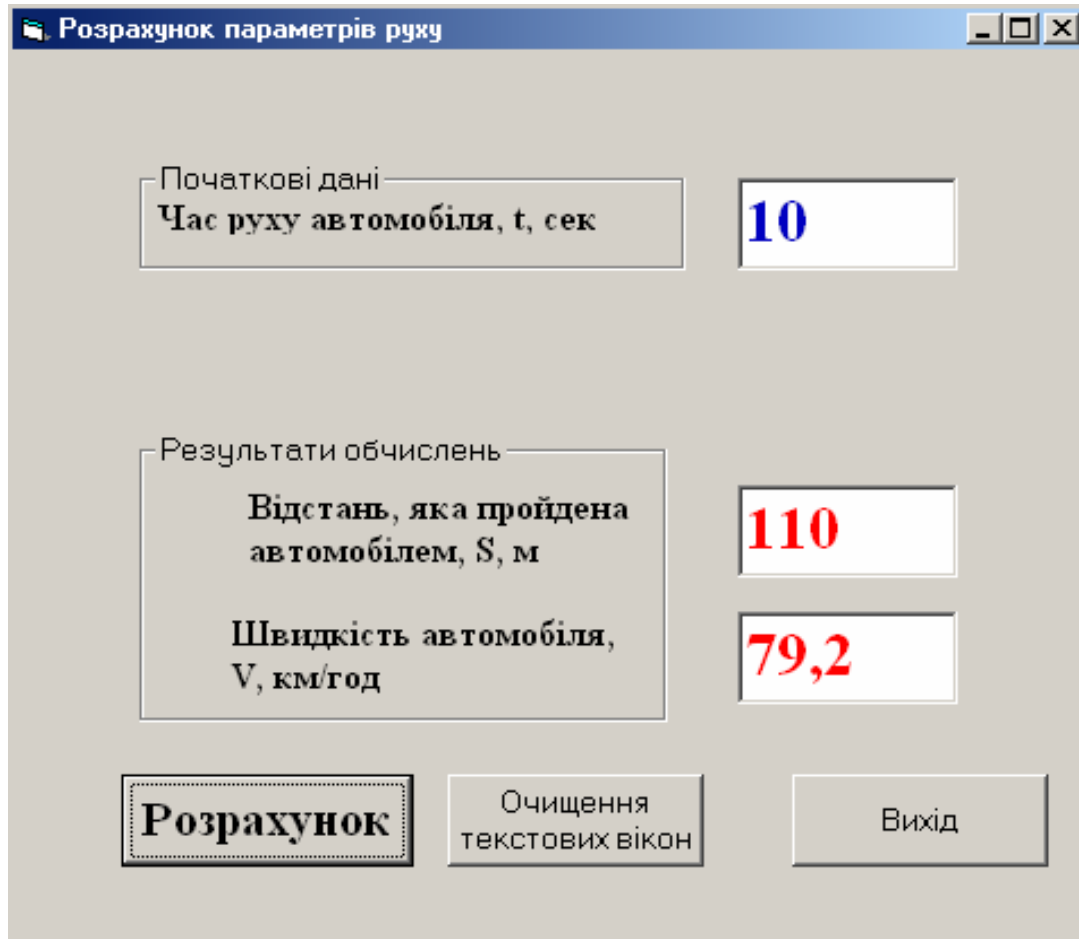 Розрахунок параметрів руху
Початкові дані
Час руху автомобіля, t, сек
10
Результати обчислень
Відстань, яка пройдена
автомобілем, S, м
110
Швидкість автомобіля,
V, км/год
79,2
Розрахунок
Очищення
текстових вікон
Вихід